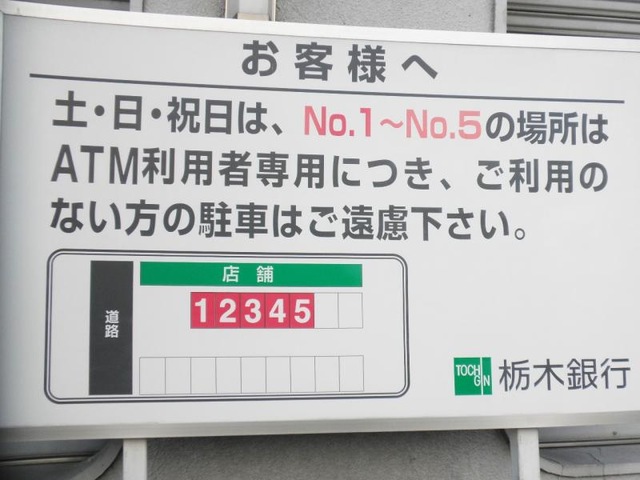 お客様へ
土・日・祝日は、No.1〜No.5の場所は
ATM利用者専用につき、ご利用の
ない方の駐車はご遠慮下さい。
店舗
道路
12345
TOCHIGIN 栃木銀行